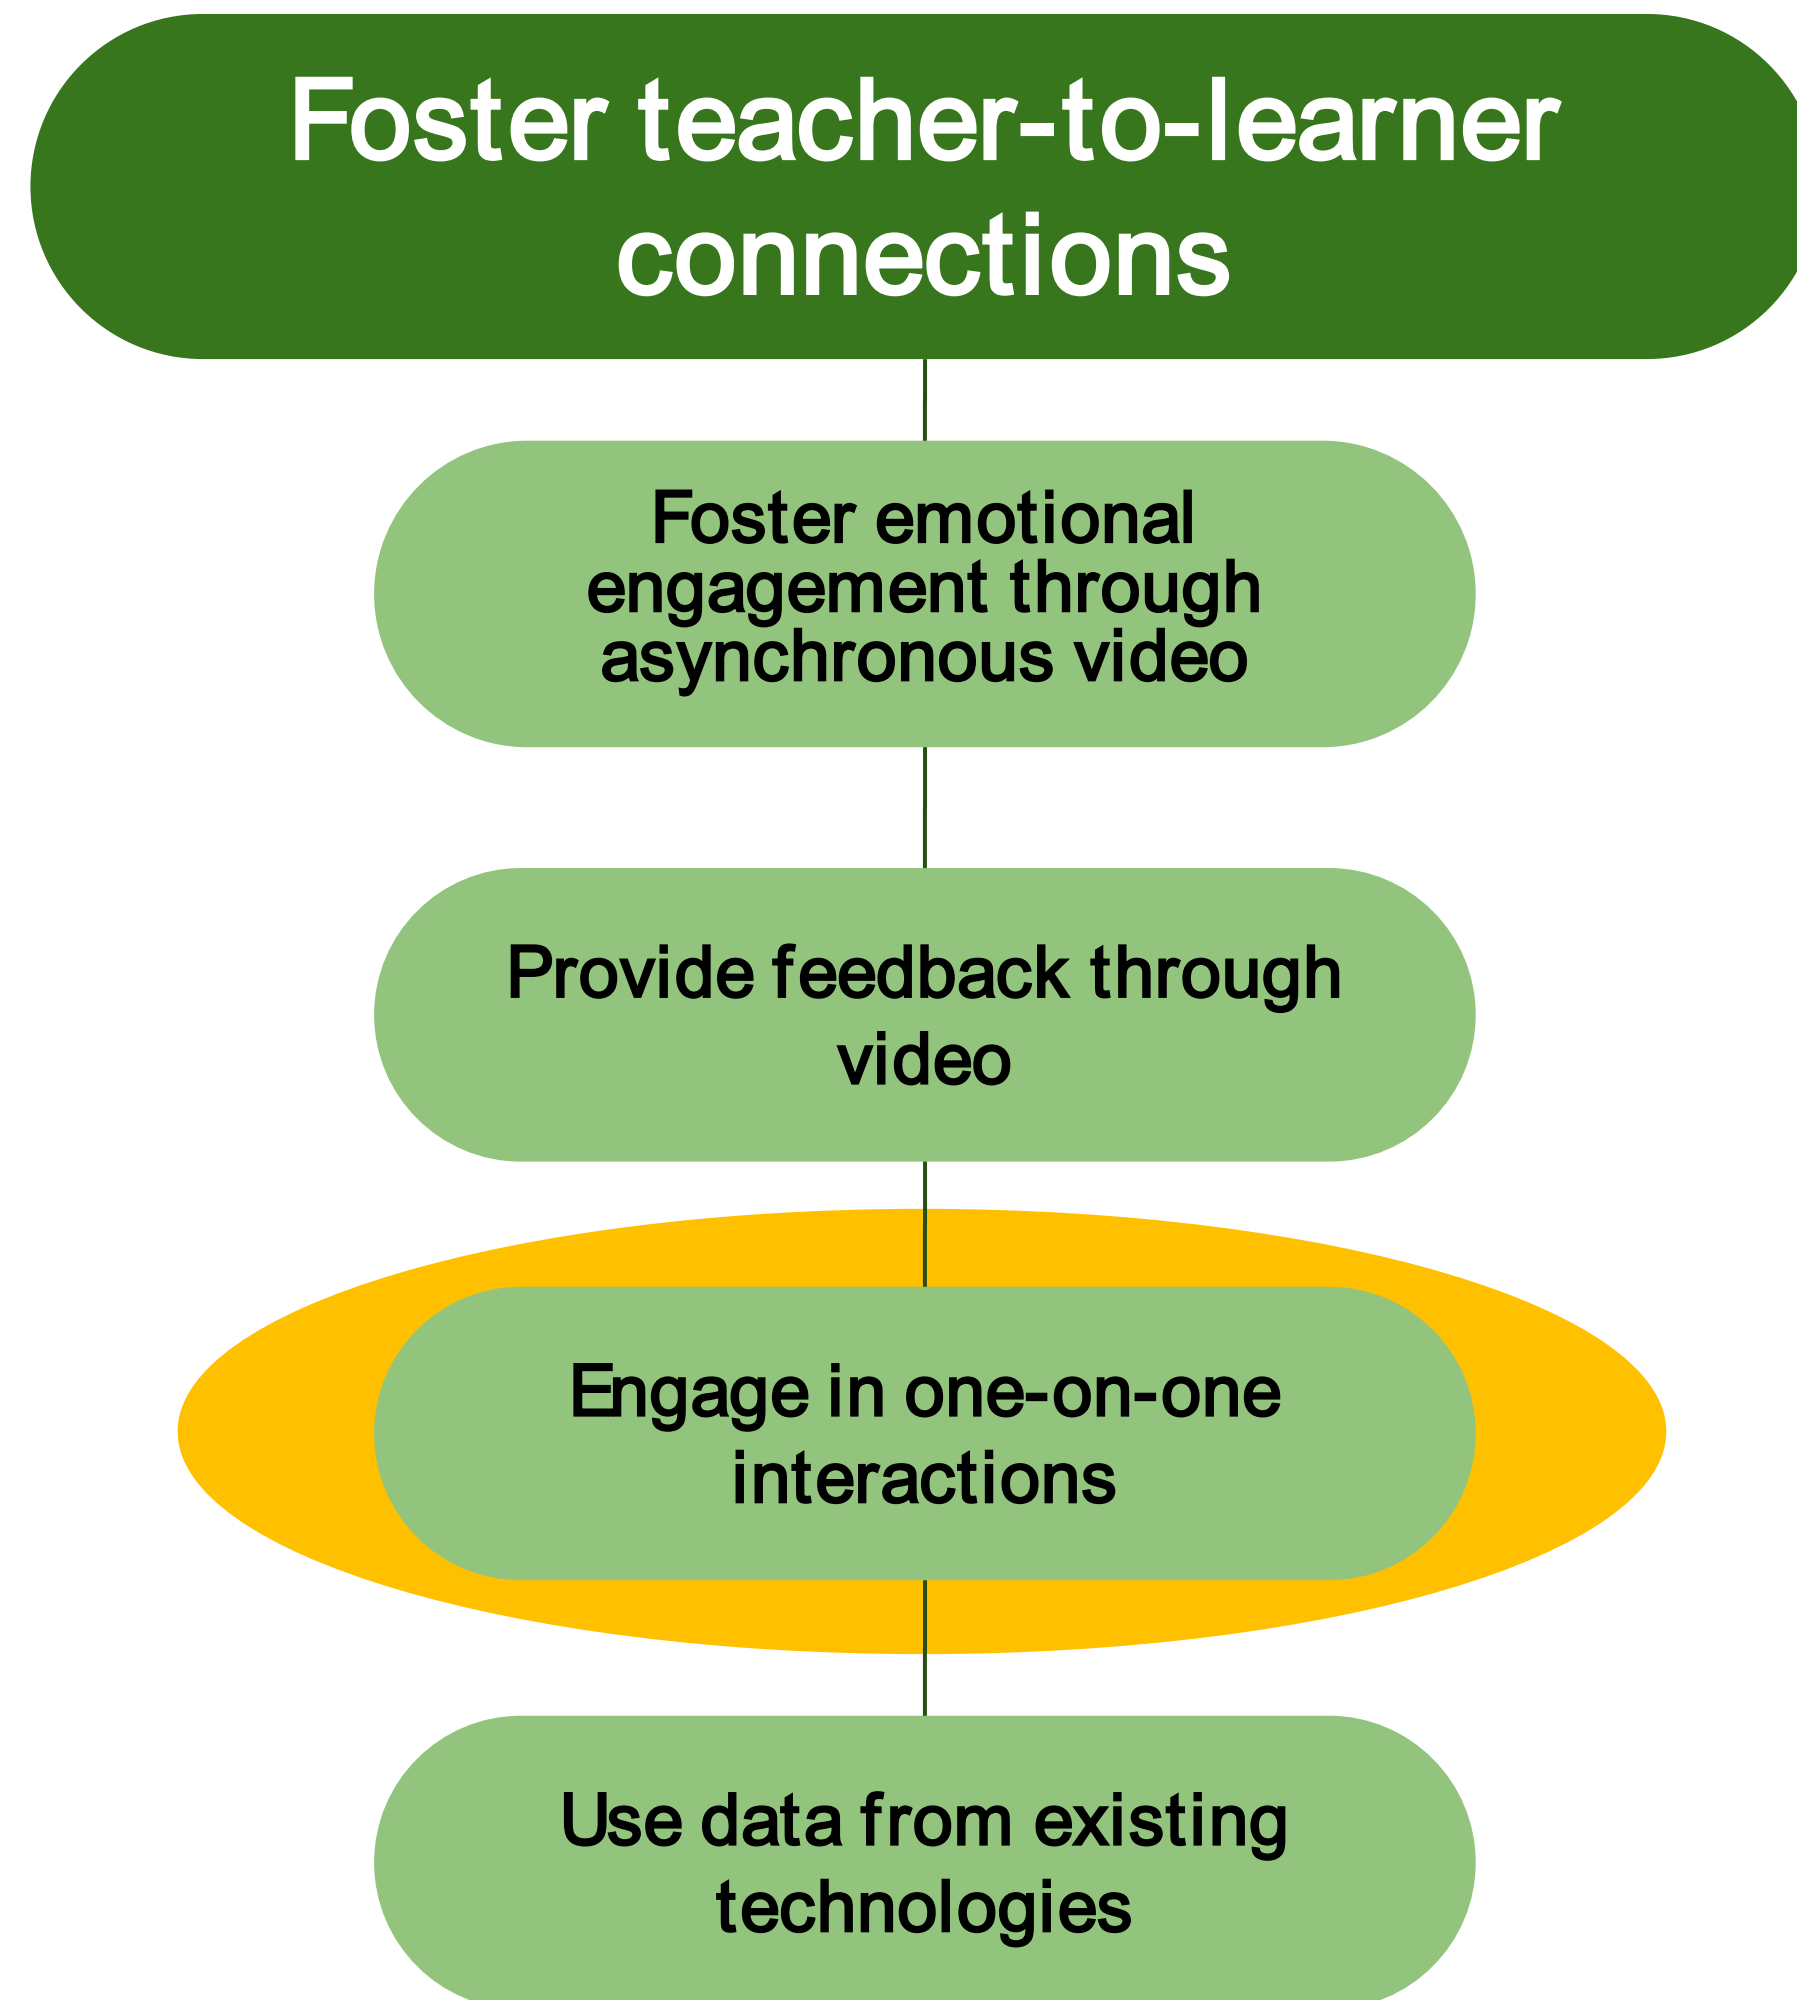 Foster teacher-to-learner
connections
Foster emotional
engagement through
asynchronous video
Provide feedback through
video
Engage in one-on-one
interactions
Use data from existing
technologies